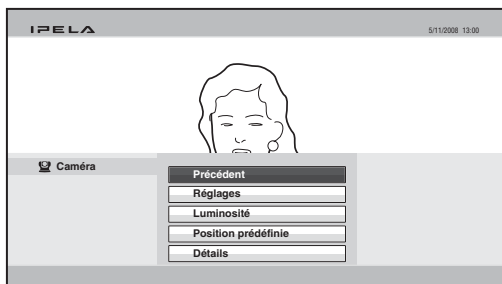 IPELA
5/11/2008 13:00
Caméra
Précédent
Réglages
Luminosité
Position prédéfinie
Détails